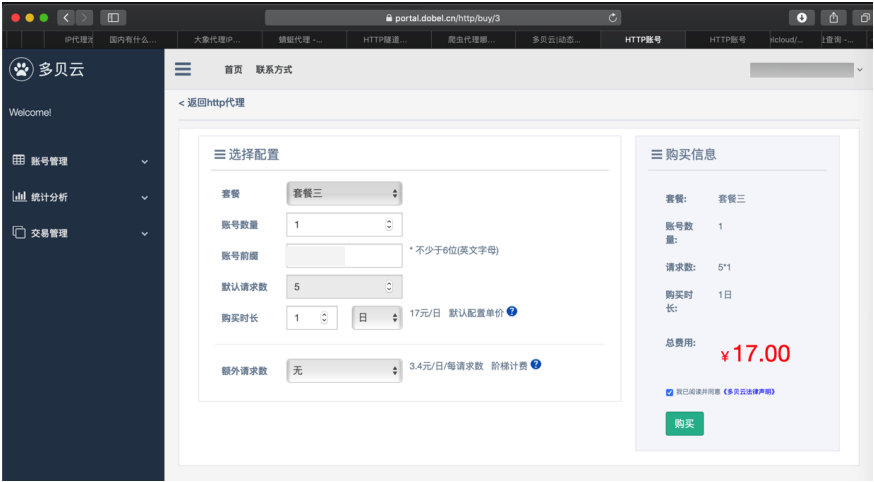 portal.dobel.cn/http/buy/3
IP代理池
国内有什么...
大象代理IP...
蜻蜓代理 -...
HTTP隧道...
爬虫代理哪...
多贝云|动态...
HTTP账号
HTTP账号
elcloud/...
查询 -...
多贝云
首页 联系方式
Welcome!
< 返回http代理
账号管理
统计分析
交易管理
选择配置
套餐 套餐三
账号数量 1
账号前缀 * 不少于6位(英文字母)
默认请求数 5
购买时长 1 日 17元/日 默认配置单价 ?
额外请求数 无 3.4元/日/每请求数 阶梯计费 ?
购买信息
套餐: 套餐三
账号数 1
量:
请求数: 5*1
购买时 1日
长:
总费用: ¥17.00
我已阅读并同意《多贝云法律声明》
购买